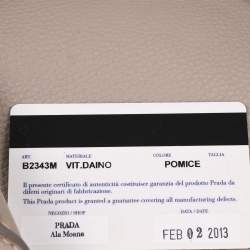 ART. MATERIALE COLORE TAGLIA
B2343M VIT.DAINO POMICE
Il presente certificato di autenticità costituisce garanzia del prodotto Prada da
difetti originari di fabbricazione.
This Prada product is granted a guarantee covering all manufacturing defects.
NEGOZIO / SHOP DATA / DATE
PRADA FEB 02 2013
Ala Moana